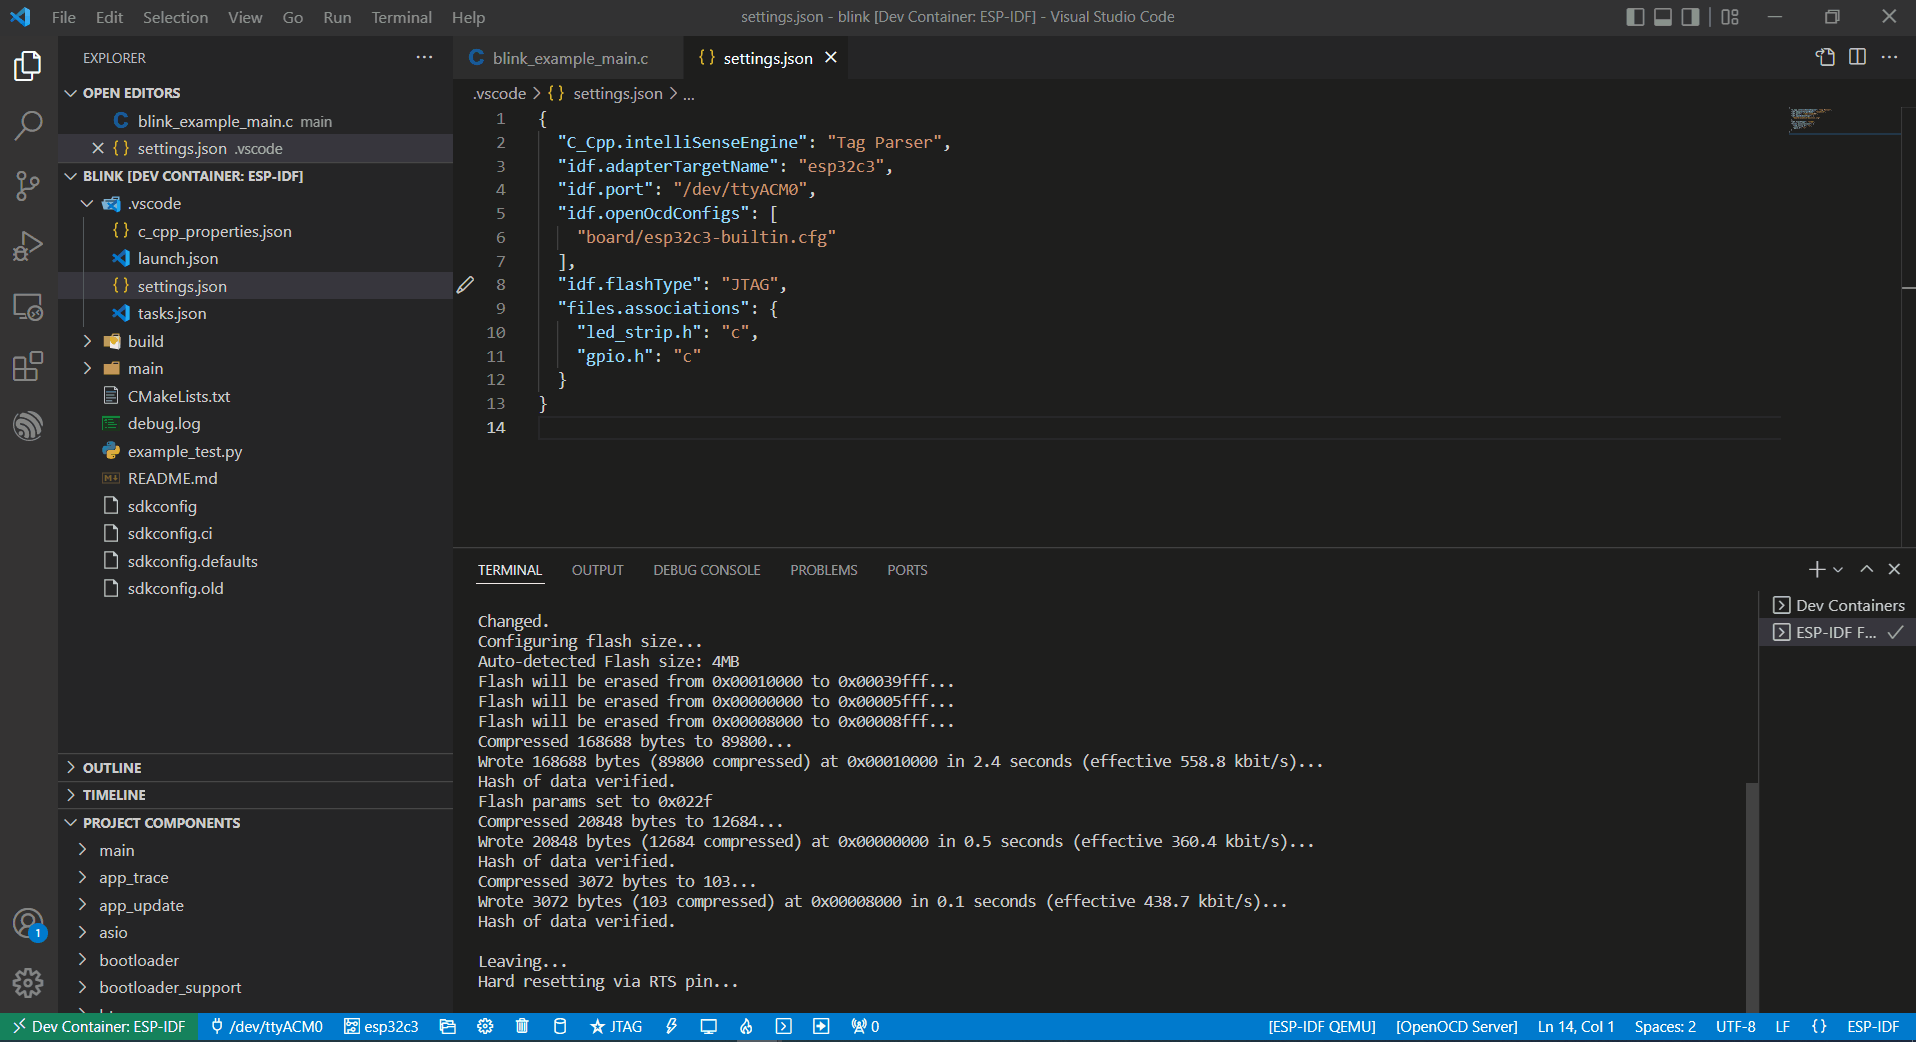 File Edit Selection View Go Run Terminal Help
settings.json - blink [Dev Container: ESP-IDF] - Visual Studio Code
EXPLORER
OPEN EDITORS
blink_example_main.c main
settings.json .vscode
BLINK [DEV CONTAINER: ESP-IDF]
.vscode
c_cpp_properties.json
launch.json
settings.json
tasks.json
build
main
CMakeLists.txt
debug.log
example_test.py
README.md
sdkconfig
sdkconfig.ci
sdkconfig.defaults
sdkconfig.old
OUTLINE
TIMELINE
PROJECT COMPONENTS
main
app_trace
app_update
asio
bootloader
bootloader_support
1
blink_example_main.c
{} settings.json
.vscode > {} settings.json > ...
1 {
2 "C_Cpp.intelliSenseEngine": "Tag Parser",
3 "idf.adapterTargetName": "esp32c3",
4 "idf.port": "/dev/ttyACM0",
5 "idf.openOcdConfigs": [
6 "board/esp32c3-builtin.cfg"
7 ],
8 "idf.flashType": "JTAG",
9 "files.associations": {
10 "led_strip.h": "c",
11 "gpio.h": "c"
12 }
13 }
14
TERMINAL OUTPUT DEBUG CONSOLE PROBLEMS PORTS
Changed.
Configuring flash size...
Auto-detected Flash size: 4MB
Flash will be erased from 0x00010000 to 0x00039fff...
Flash will be erased from 0x00000000 to 0x00005fff...
Flash will be erased from 0x00008000 to 0x00008fff...
Compressed 168688 bytes to 89800...
Wrote 168688 bytes (89800 compressed) at 0x00010000 in 2.4 seconds (effective 558.8 kbit/s)...
Hash of data verified.
Flash params set to 0x022f
Compressed 20848 bytes to 12684...
Wrote 20848 bytes (12684 compressed) at 0x00000000 in 0.5 seconds (effective 360.4 kbit/s)...
Hash of data verified.
Compressed 3072 bytes to 103...
Wrote 3072 bytes (103 compressed) at 0x00008000 in 0.1 seconds (effective 438.7 kbit/s)...
Hash of data verified.
Leaving...
Hard resetting via RTS pin...
Dev Containers
ESP-IDF F...
Dev Container: ESP-IDF /dev/ttyACM0 esp32c3 JTAG 0 [ESP-IDF QEMU] [OpenOCD Server] Ln 14, Col 1 Spaces: 2 UTF-8 LF {} ESP-IDF